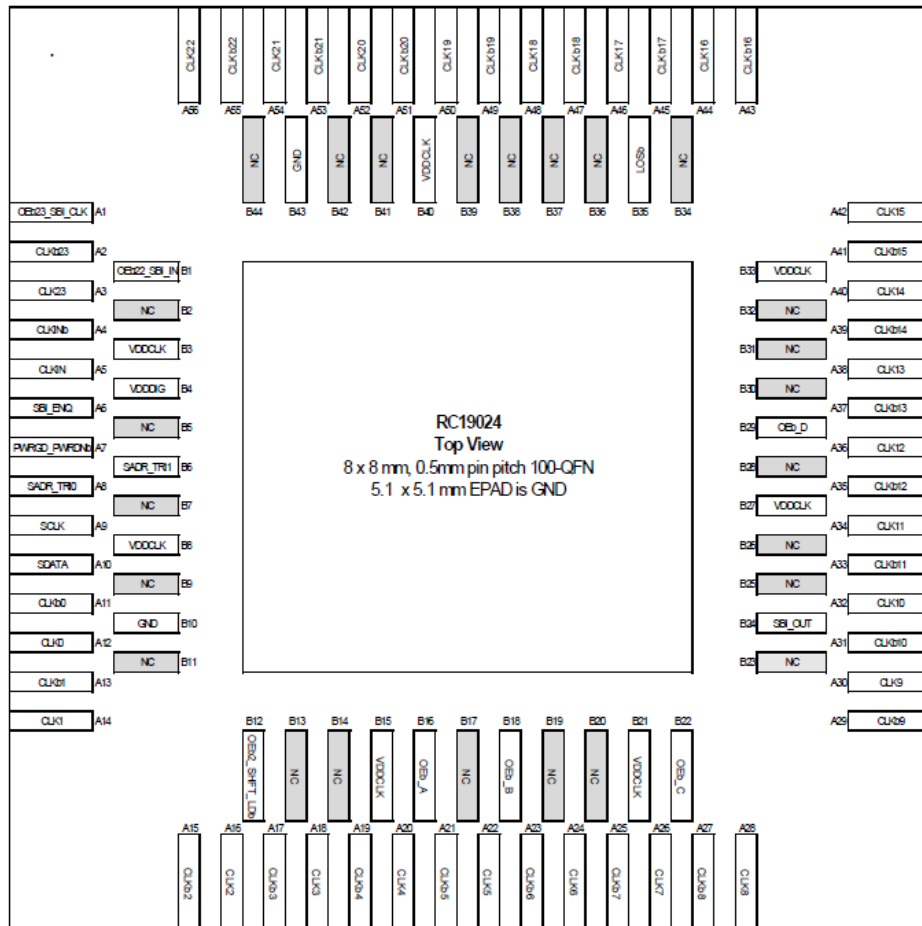 CLK22
CLKb22
CLK21
CLKb21
CLK20
CLKb20
CLK19
CLKb19
CLK18
CLKb18
CLK17
CLKb17
CLK16
CLKb16
A56 A55 A54 A53 A52 A51 A50 A49 A48 A47 A46 A45 A44 A43
NC
GND
NC
NC
VDDCLK
NC
NC
NC
NC
LOSb
NC
B44 B43 B42 B41 B40 B39 B38 B37 B36 B35 B34
OEb23_SBI_CLK A1
CLKb23 A2
OEb22_SBI_IN B1
CLK23 A3
NC B2
CLKINb A4
VDDCLK B3
CLKIN A5
VDDDIG B4
SBI_ENQ A6
NC B5
PWRGD_PWRDNb A7
SADR_TRI1 B6
SADR_TRI0 A8
NC B7
SCLK A9
VDDCLK B8
SDATA A10
NC B9
CLKb0 A11
GND B10
CLK0 A12
NC B11
CLKb1 A13
CLK1 A14
RC19024
Top View
8 x 8 mm, 0.5mm pin pitch 100-QFN
5.1 x 5.1 mm EPAD is GND
A42 CLK15
A41 CLKb15
B33 VDDCLK
A40 CLK14
B32 NC
A39 CLKb14
B31 NC
A38 CLK13
B30 NC
A37 CLKb13
B29 OEb_D
A36 CLK12
B28 NC
A35 CLKb12
B27 VDDCLK
A34 CLK11
B26 NC
A33 CLKb11
B25 NC
A32 CLK10
B24 SBI_OUT
A31 CLKb10
B23 NC
A30 CLK9
A29 CLKb9
B12 B13 B14 B15 B16 B17 B18 B19 B20 B21 B22
OEb2_SHFT_LDb
NC
NC
VDDCLK
OEb_A
NC
OEb_B
NC
NC
VDDCLK
OEb_C
A15 A16 A17 A18 A19 A20 A21 A22 A23 A24 A25 A26 A27 A28
CLKb2
CLK2
CLKb3
CLK3
CLKb4
CLK4
CLKb5
CLK5
CLKb6
CLK6
CLKb7
CLK7
CLKb8
CLK8